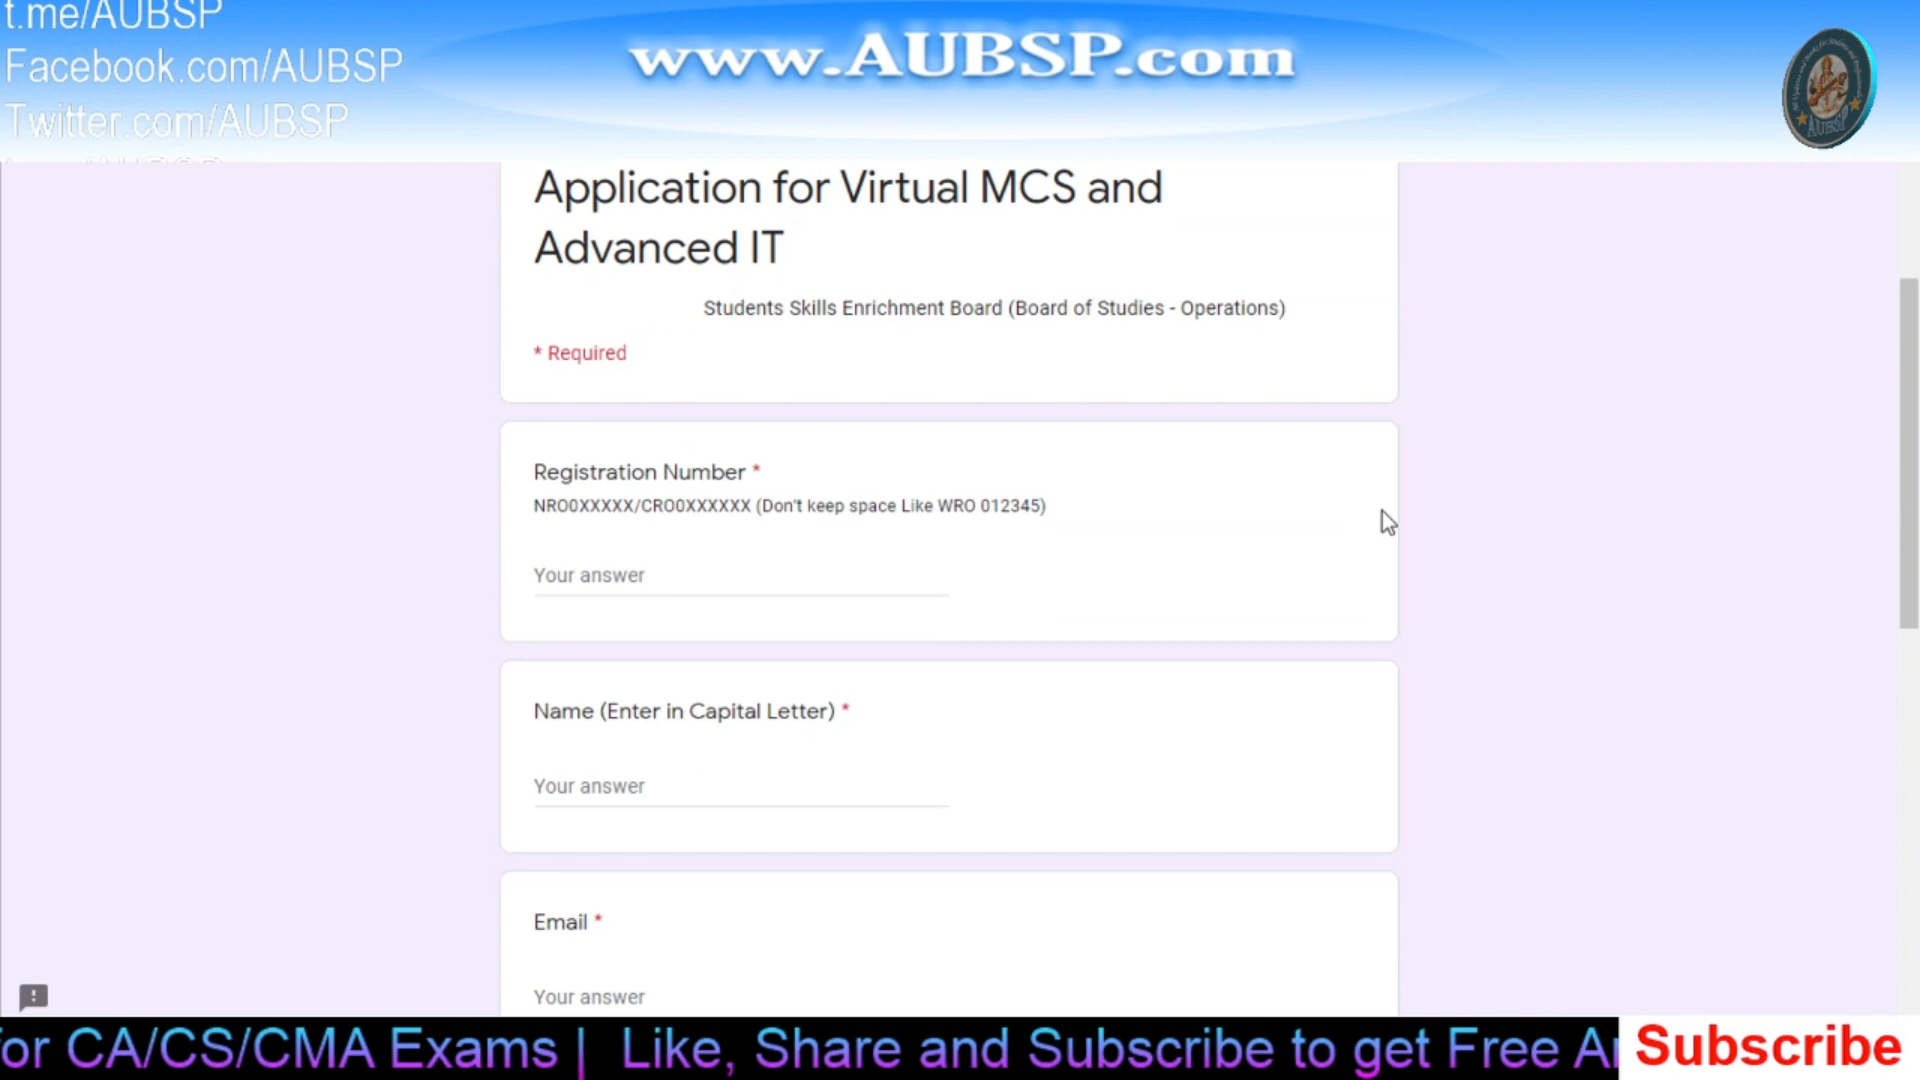 t.me/AUBSP
Facebook.com/AUBSP
Twitter.com/AUBSP
www.AUBSP.com
AUBSP
Application for Virtual MCS and
Advanced IT
Students Skills Enrichment Board (Board of Studies - Operations)
* Required
Registration Number *
NRO0XXXXX/CRO0XXXXXX (Don't keep space Like WRO 012345)
Your answer
Name (Enter in Capital Letter) *
Your answer
Email *
Your answer
or CA/CS/CMA Exams | Like, Share and Subscribe to get Free
Subscribe